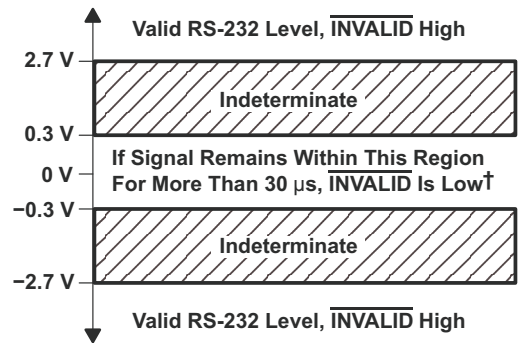 Valid RS-232 Level, INVALID High
2.7 V
Indeterminate
0.3 V
If Signal Remains Within This Region
0 V
For More Than 30 μs, INVALID Is Low†
−0.3 V
Indeterminate
−2.7 V
Valid RS-232 Level, INVALID High